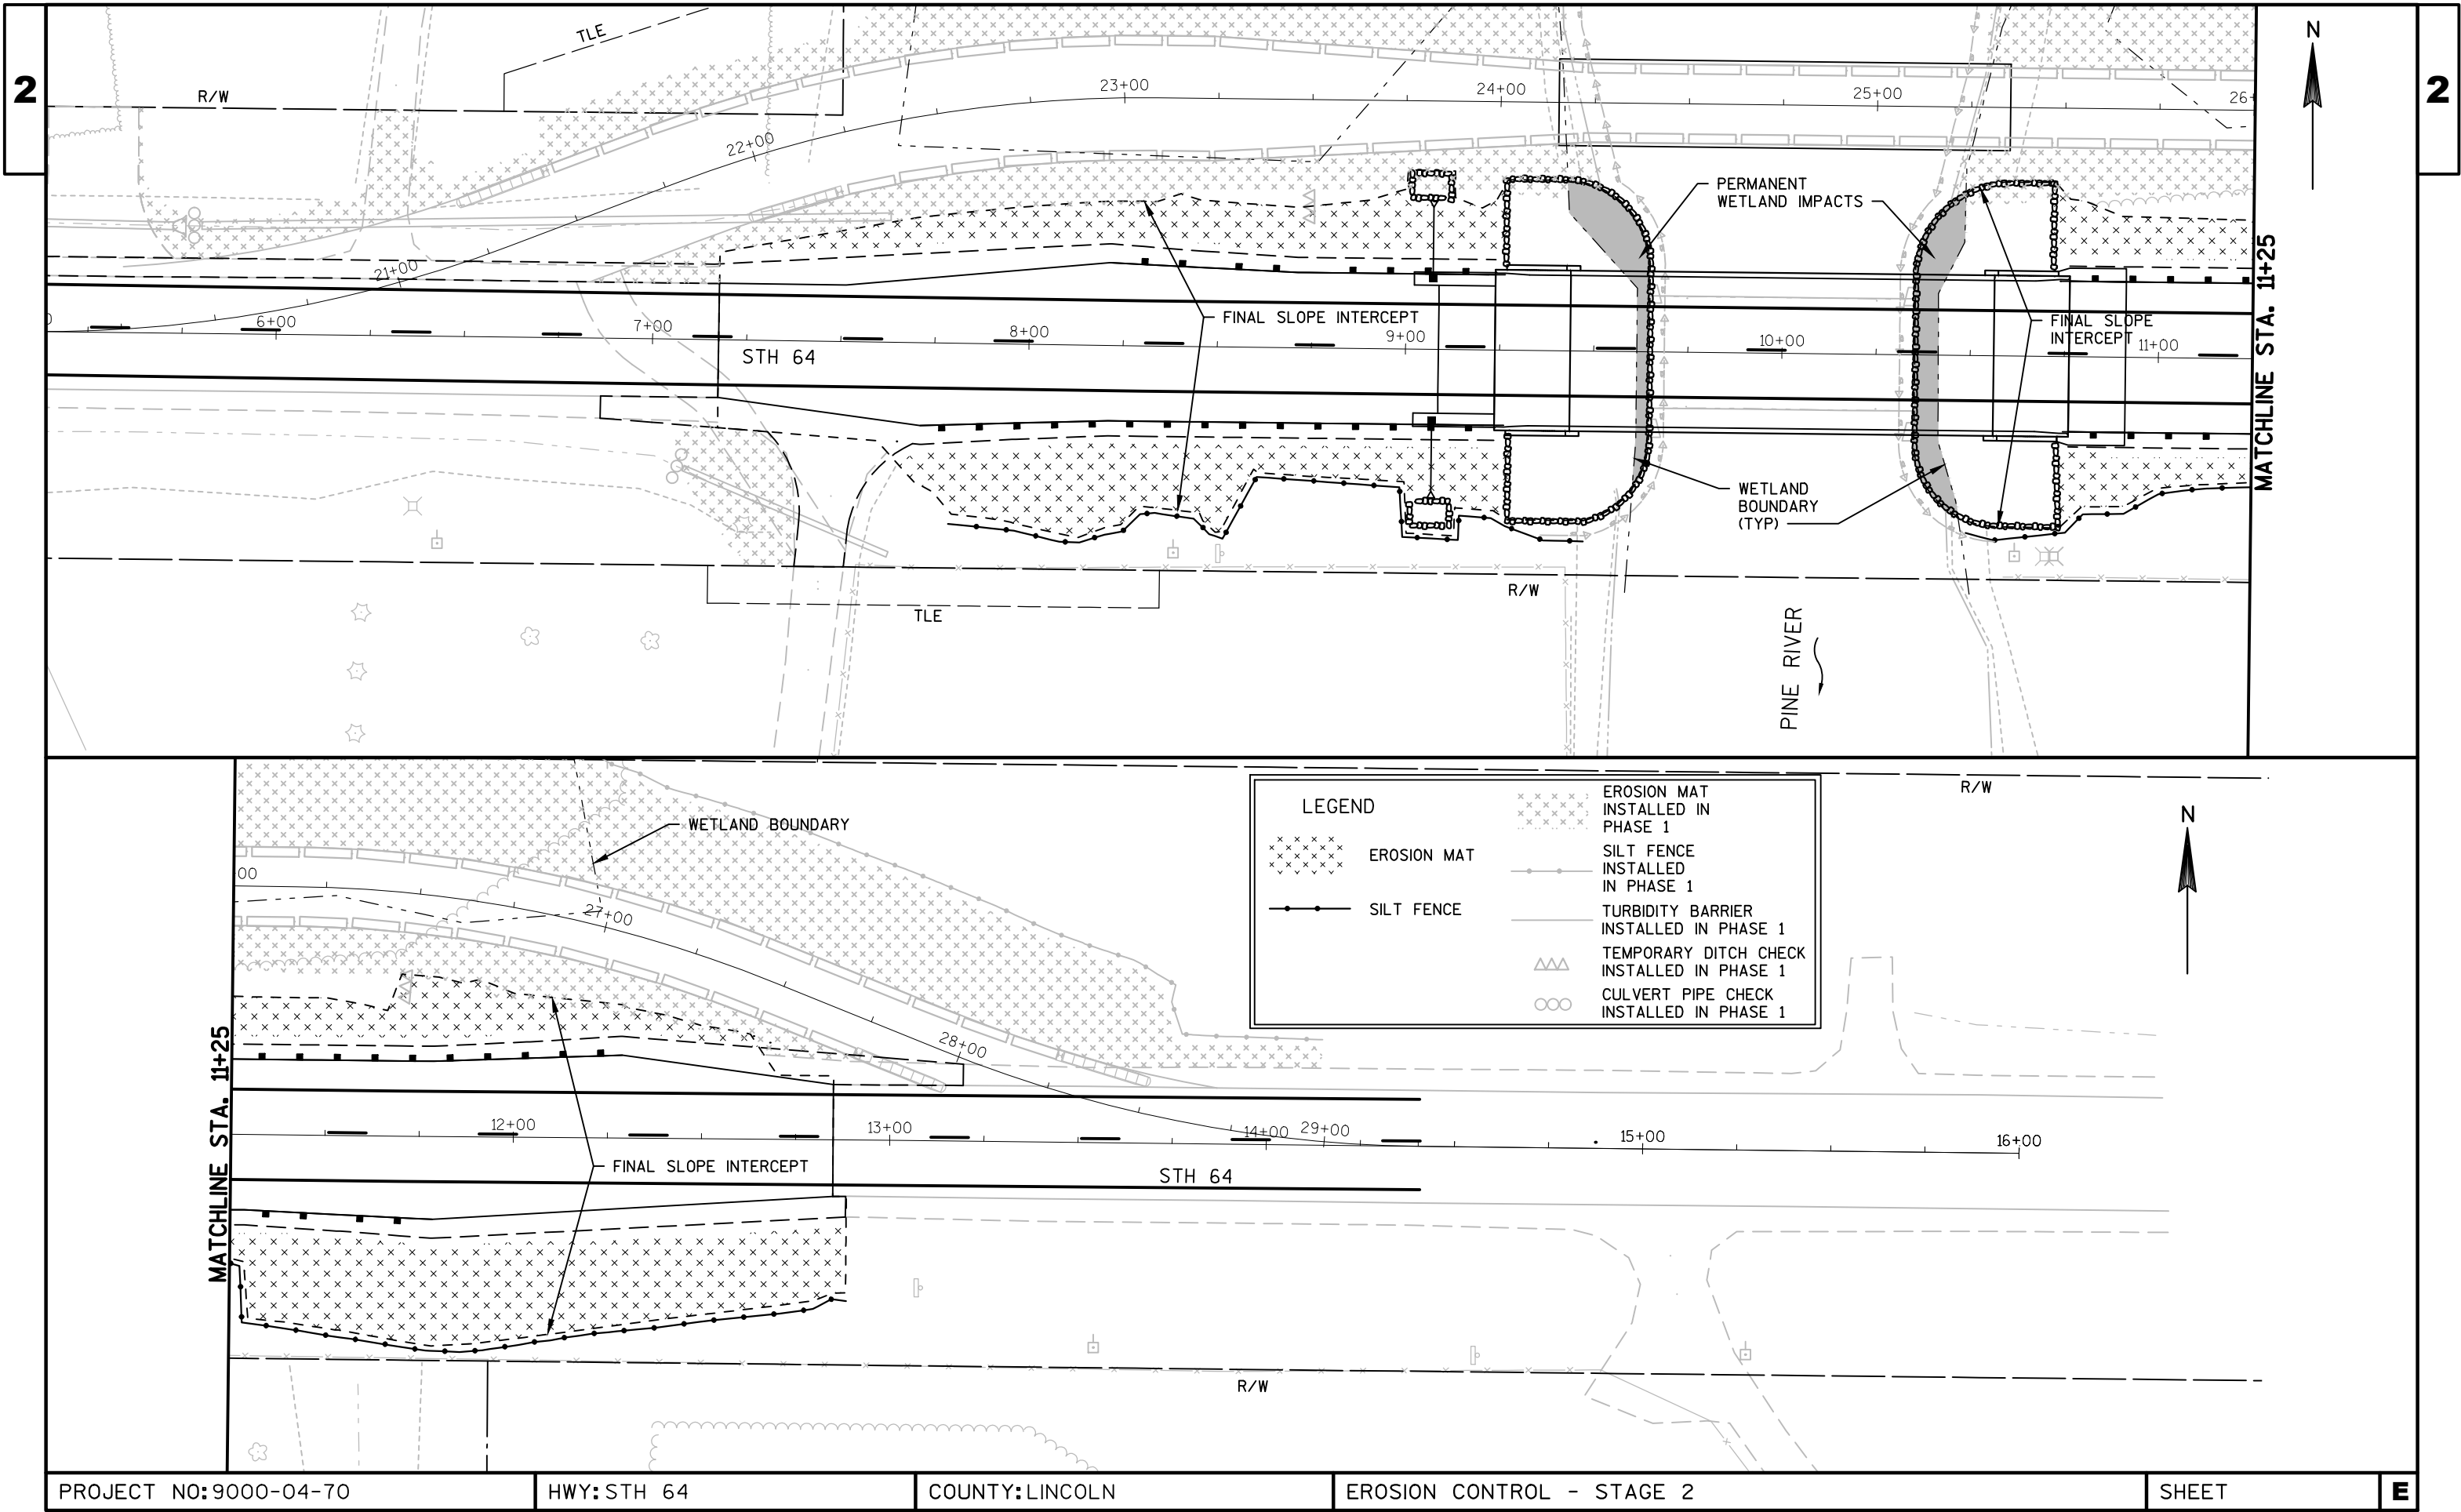 2
2
TLE
R/W
N
23+00
24+00
25+00
26+
22+00
21+00
PERMANENT
WETLAND IMPACTS
6+00
7+00
8+00
9+00
10+00
11+00
FINAL SLOPE INTERCEPT
FINAL SLOPE
INTERCEPT
STH 64
MATCHLINE STA. 11+25
WETLAND
BOUNDARY
(TYP)
R/W
TLE
PINE RIVER
R/W
WETLAND BOUNDARY
LEGEND
EROSION MAT
SILT FENCE
EROSION MAT
INSTALLED IN
PHASE 1
SILT FENCE
INSTALLED
IN PHASE 1
TURBIDITY BARRIER
INSTALLED IN PHASE 1
TEMPORARY DITCH CHECK
INSTALLED IN PHASE 1
CULVERT PIPE CHECK
INSTALLED IN PHASE 1
N
00
27+00
28+00
MATCHLINE STA. 11+25
12+00
13+00
14+00
29+00
15+00
16+00
FINAL SLOPE INTERCEPT
STH 64
R/W
PROJECT NO:9000-04-70
HWY:STH 64
COUNTY:LINCOLN
EROSION CONTROL - STAGE 2
SHEET
E